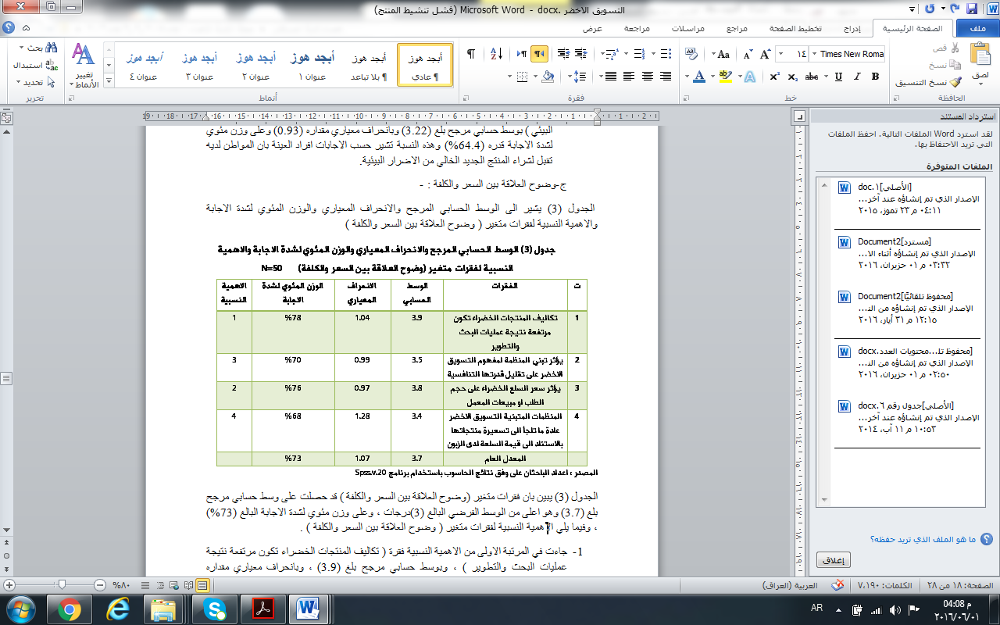 التسويق الاخضر .docx - Microsoft Word (فشل تنشيط المنتج)
ملف
الصفحة الرئيسية
إدراج
تخطيط الصفحة
مراجع
مراسلات
مراجعة
عرض
لصق
قص
نسخ
نسخ التنسيق
الحافظة
Times New Roma
١٤
خط
فقرة
أبجد هوز
¶ عادي
أبجد هوز
¶ بلا تباعد
أبجد هوز
عنوان ١
أبجد هوز
عنوان ٢
أبجد هوز
عنوان ٣
أبجد هوز
عنوان ٤
تغيير الأنماط
أنماط
بحث
استبدال
تحديد
تحرير
استرداد المستند
لقد استرد Word الملفات التالية. احفظ الملفات
التي تريد الاحتفاظ بها.
الملفات المتوفرة
doc.١[الأصلي]
الإصدار الذي تم إنشاؤه عند آخر...
٠٤:١١ م ٢٣ تموز، ٢٠١٥
Document2[مسترد]
الإصدار الذي تم إنشاؤه أثناء الا...
٠٣:٣٢ م ٠١ حزيران، ٢٠١٦
Document2[محفوظ تلقائيًا]
الإصدار الذي تم إنشاؤه من الت...
١٢:١٥ م ٣١ أيار، ٢٠١٦
محتويات العدد.docx[محفوظ تل...
الإصدار الذي تم إنشاؤه من الت...
٠٢:٥٠ م ٠١ حزيران، ٢٠١٦
جدول رقم ٦.docx[الأصلي]
الإصدار الذي تم إنشاؤه عند آخر...
١٠:٥٣ م ١١ آب، ٢٠١٤
ما هو الملف الذي تريد حفظه؟
إغلاق
البيئي ) بوسط حسابي مرجح بلغ (3.22) وبانحراف معياري مقداره (0.93) وعلى وزن مئوي
لشدة الاجابة قدره (64.4%) وهذه النسبة تشير حسب الاجابات افراد العينة بان المواطن لديه
تقبل لشراء المنتج الجديد الخالي من الاضرار البيئية.
ج-وضوح العلاقة بين السعر والكلفة : -
الجدول (3) يشير الى الوسط الحسابي المرجح والانحراف المعياري والوزن المئوي لشدة الاجابة
والاهمية النسبية لفقرات متغير ( وضوح العلاقة بين السعر والكلفة )
جدول (3) الوسط الحسابي المرجح والانحراف المعياري والوزن المئوي لشدة الاجابة والاهمية
النسبية لفقرات متغير (وضوح العلاقة بين السعر والكلفة) N=50
ت الفقرات الوسط الحسابي الانحراف المعياري الوزن المئوي لشدة الاجابة الاهمية النسبية
1 تكاليف المنتجات الخضراء تكون 3.9 1.04 78% 1
مرتفعة نتيجة عمليات البحث
والتطوير
2 يؤثر تبني المنظمة لمفهوم التسويق 3.5 0.99 70% 3
الاخضر على تقليل قدرتها التنافسية
3 يؤثر سعر السلع الخضراء على حجم 3.8 0.97 76% 2
الطلب او مبيعات المعمل
4 المنظمات المتبنية التسويق الاخضر 3.4 1.28 68% 4
عادة ما تلجأ الى تسعيرة منتجاتها
بالاستناد الى قيمة السلعة لدى الزبون
المعدل العام 3.7 1.07 73%
المصدر : اعداد الباحثان على وفق نتائج الحاسوب باستخدام برنامج Spss.v.20
الجدول (3) يبين بان فقرات متغير (وضوح العلاقة بين السعر والكلفة ) قد حصلت على وسط حسابي مرجح
بلغ (3.7) وهو اعلى من الوسط الفرضي البالغ (3)درجات ، وعلى وزن مئوي لشدة الاجابة البالغ (73%)
، وفيما يلي الاهمية النسبية لفقرات متغير ( وضوح العلاقة بين السعر والكلفة ) .
1- جاءت في المرتبة الاولى من الاهمية النسبية فقرة ( تكاليف المنتجات الخضراء تكون مرتفعة نتيجة
عمليات البحث والتطوير ) ، وبوسط حسابي مرجح بلغ (3.9) ، وبانحراف معياري مقداره
الصفحة: ١٨ من ٢٨
الكلمات: ٧،١٩٠
العربية (العراق)
٨٠%
AR
04:08 م
٢٠١٦/٠٦/٠١